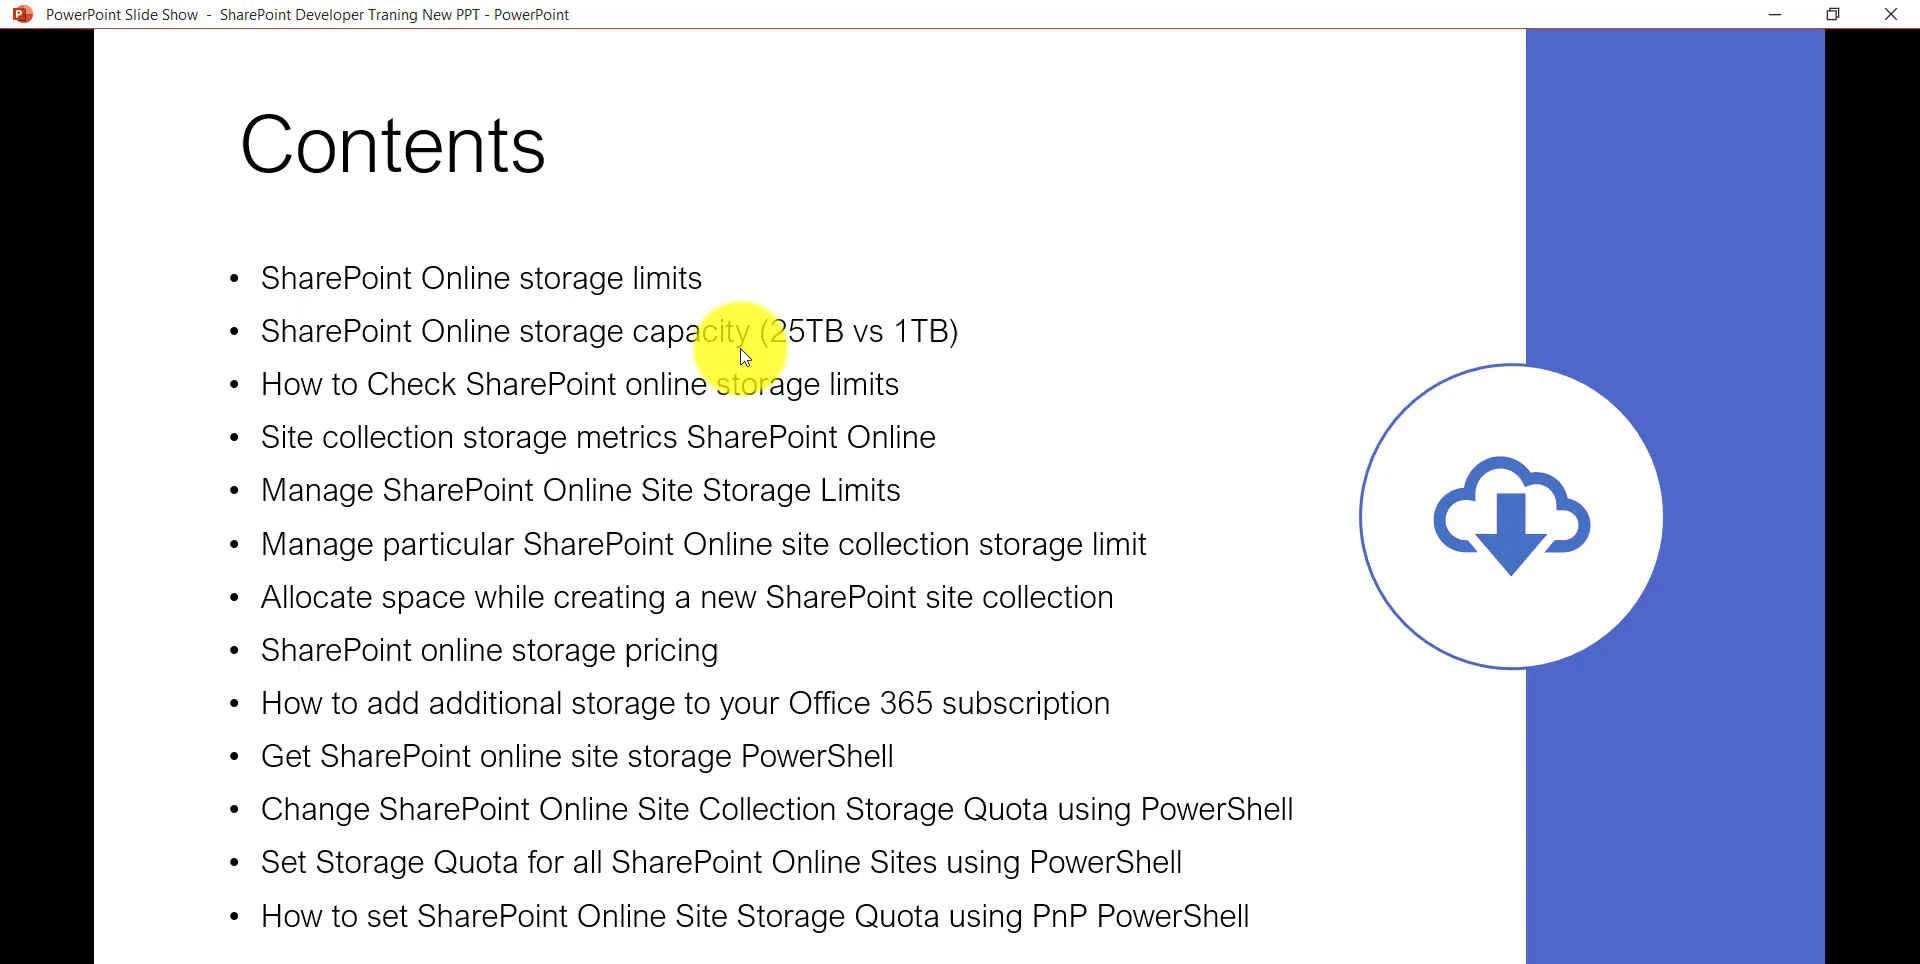 PowerPoint Slide Show - SharePoint Developer Traning New PPT - PowerPoint
Contents
• SharePoint Online storage limits
• SharePoint Online storage capacity (25TB vs 1TB)
• How to Check SharePoint online storage limits
• Site collection storage metrics SharePoint Online
• Manage SharePoint Online Site Storage Limits
• Manage particular SharePoint Online site collection storage limit
• Allocate space while creating a new SharePoint site collection
• SharePoint online storage pricing
• How to add additional storage to your Office 365 subscription
• Get SharePoint online site storage PowerShell
• Change SharePoint Online Site Collection Storage Quota using PowerShell
• Set Storage Quota for all SharePoint Online Sites using PowerShell
• How to set SharePoint Online Site Storage Quota using PnP PowerShell